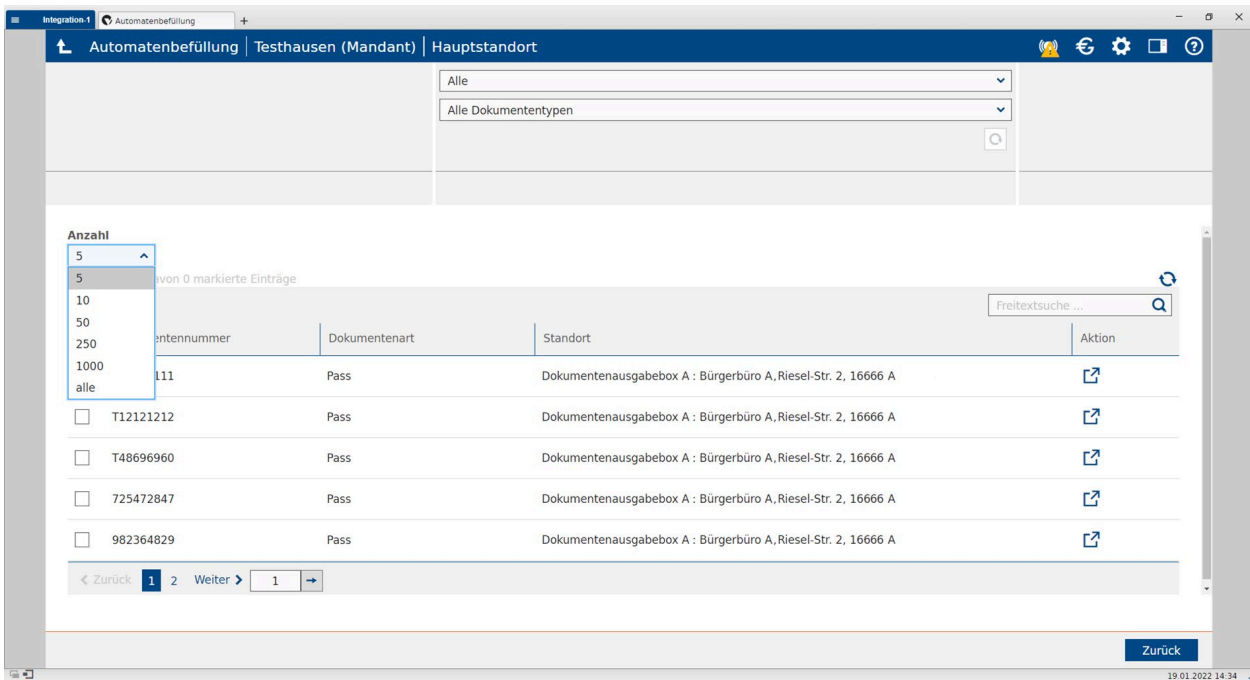 Integration-1 Automatenbefüllung
Automatenbefüllung Testhausen (Mandant) Hauptstandort
Alle
Alle Dokumententypen
Anzahl
5
5 markierte Einträge
10 Freitextsuche ...
50
250 Dokumentenart Standort Aktion
1000
111 Pass Dokumentenausgabebox A : Bürgerbüro A, Riesel-Str. 2, 16666 A
alle
T12121212 Pass Dokumentenausgabebox A : Bürgerbüro A, Riesel-Str. 2, 16666 A
T48696960 Pass Dokumentenausgabebox A : Bürgerbüro A, Riesel-Str. 2, 16666 A
725472847 Pass Dokumentenausgabebox A : Bürgerbüro A, Riesel-Str. 2, 16666 A
982364829 Pass Dokumentenausgabebox A : Bürgerbüro A, Riesel-Str. 2, 16666 A
Zurück 1 2 Weiter 1
Zurück
19.01.2022 14:34